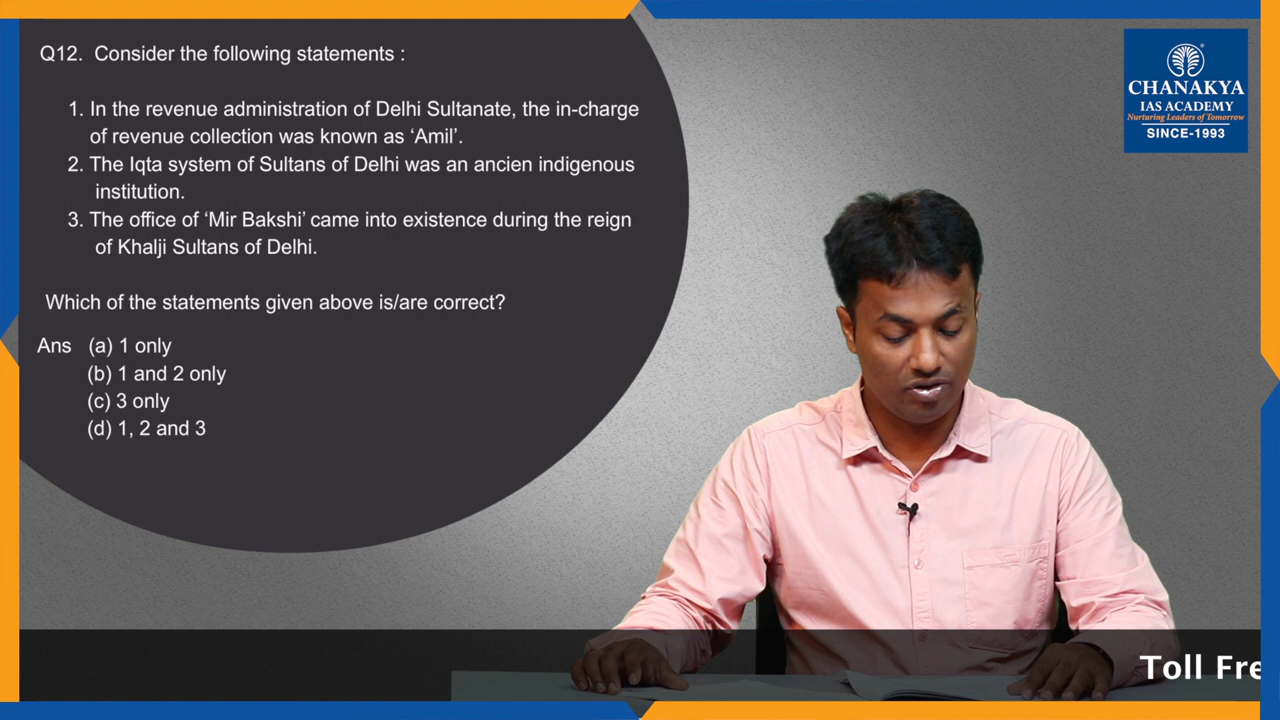 Q12. Consider the following statements :
1. In the revenue administration of Delhi Sultanate, the in-charge
of revenue collection was known as ‘Amil’.
2. The Iqta system of Sultans of Delhi was an ancien indigenous
institution.
3. The office of ‘Mir Bakshi’ came into existence during the reign
of Khalji Sultans of Delhi.
Which of the statements given above is/are correct?
Ans (a) 1 only
(b) 1 and 2 only
(c) 3 only
(d) 1, 2 and 3
CHANAKYA
IAS ACADEMY
Nurturing Leaders of Tomorrow
SINCE-1993
Toll Fre